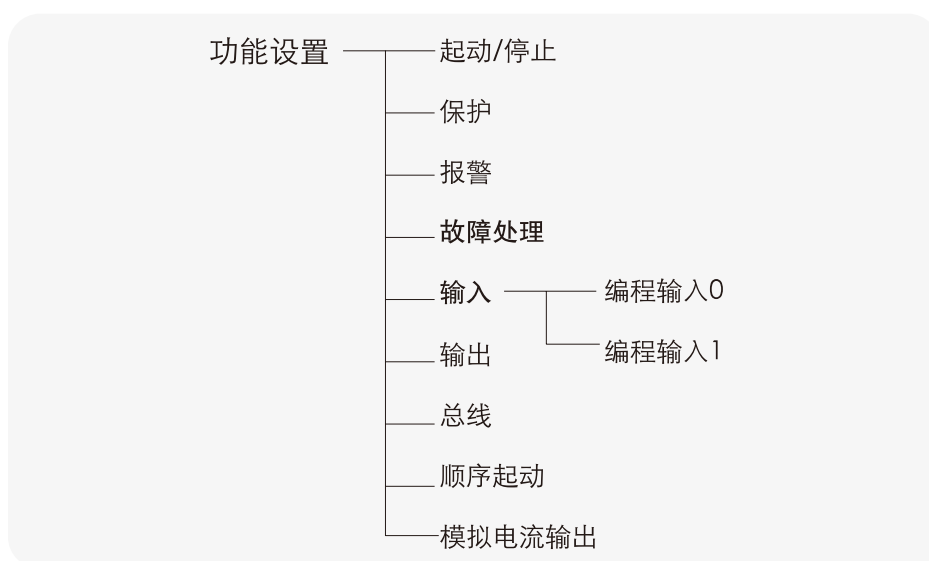 功能设置
起动/停止
保护
报警
故障处理
输入
编程输入0
编程输入1
输出
总线
顺序起动
模拟电流输出